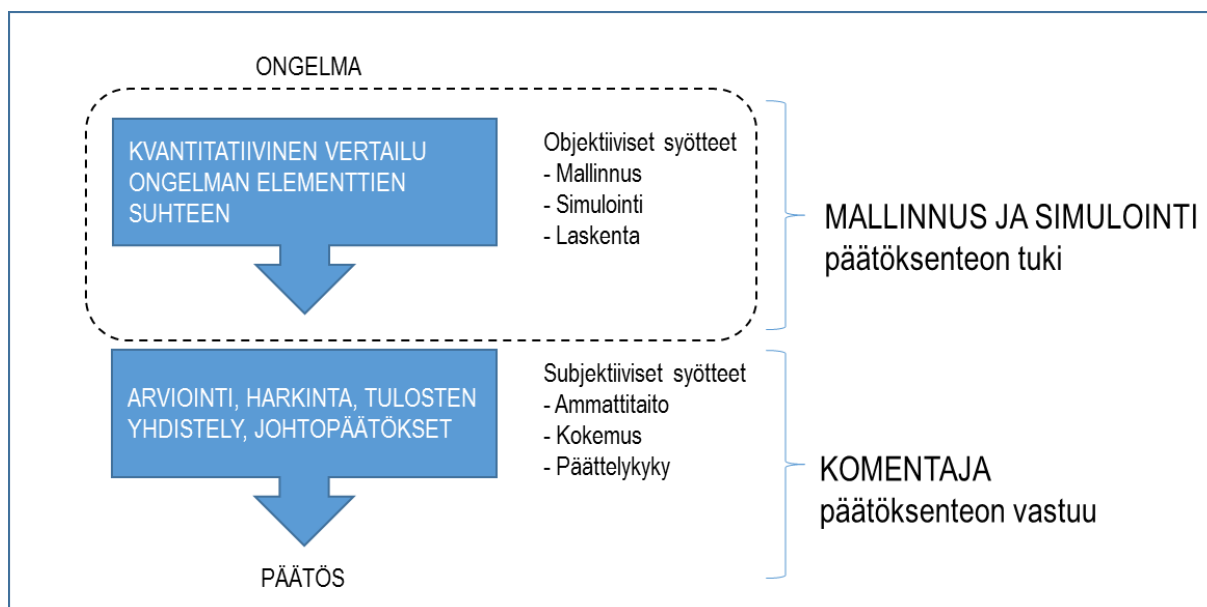 ONGELMA
KVANTITATIIVINEN VERTAILU
ONGELMAN ELEMENTTIEN
SUHTEEN
Objektiiviset syötteet
- Mallinnus
- Simulointi
- Laskenta
MALLINNUS JA SIMULOINTI
päätöksenteon tuki
ARVIOINTI, HARKINTA, TULOSTEN
YHDISTELY, JOHTOPÄÄTÖKSET
Subjektiiviset syötteet
- Ammattitaito
- Kokemus
- Päättelykyky
KOMENTAJA
päätöksenteon vastuu
PÄÄTÖS